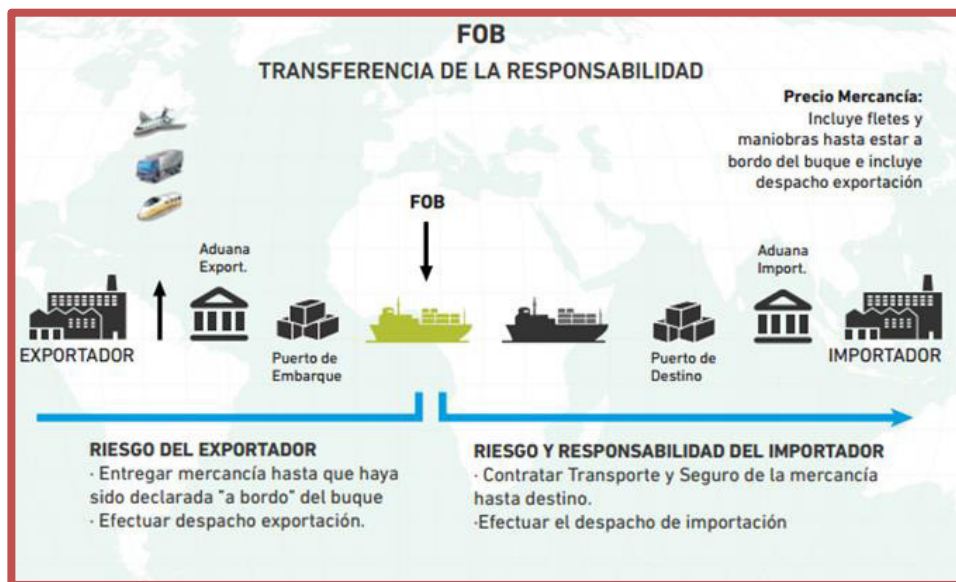 FOB
TRANSFERENCIA DE LA RESPONSABILIDAD
Precio Mercancía:
Incluye fletes y
maniobras hasta estar a
bordo del buque e incluye
despacho exportación
FOB
Aduana
Export.
Aduana
Import.
EXPORTADOR
Puerto de
Embarque
Puerto de
Destino
IMPORTADOR
RIESGO DEL EXPORTADOR
· Entregar mercancía hasta que haya
sido declarada "a bordo" del buque
· Efectuar despacho exportación.
RIESGO Y RESPONSABILIDAD DEL IMPORTADOR
· Contratar Transporte y Seguro de la mercancía
hasta destino.
·Efectuar el despacho de importación